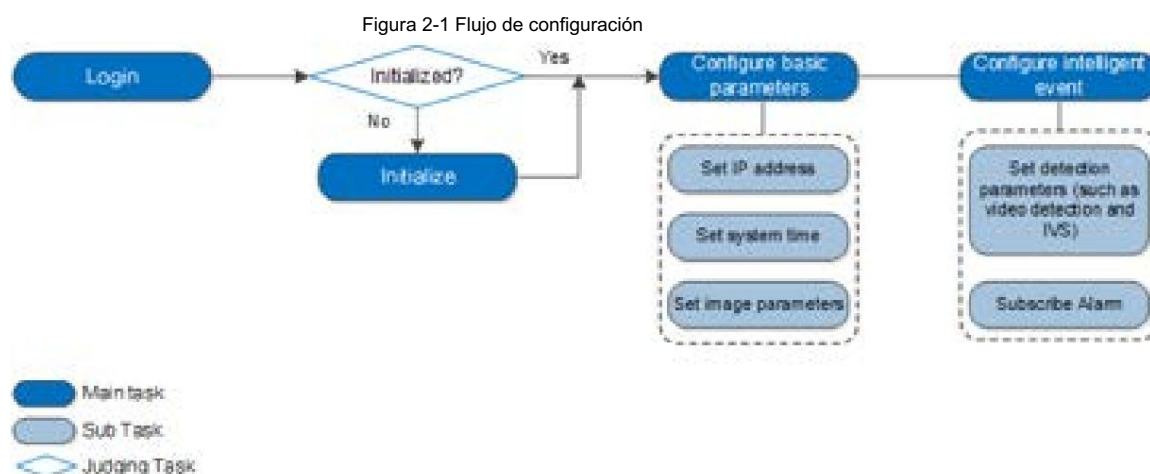 Figura 2-1 Flujo de configuración
Login
Initialized?
Yes
No
Initialize
Configure basic
parameters
Set IP address
Set system time
Set image parameters
Configure intelligent
event
Set detection
parameters (such as
video detection and
IVS)
Subscribe Alarm
Main task
Sub Task
Judging Task